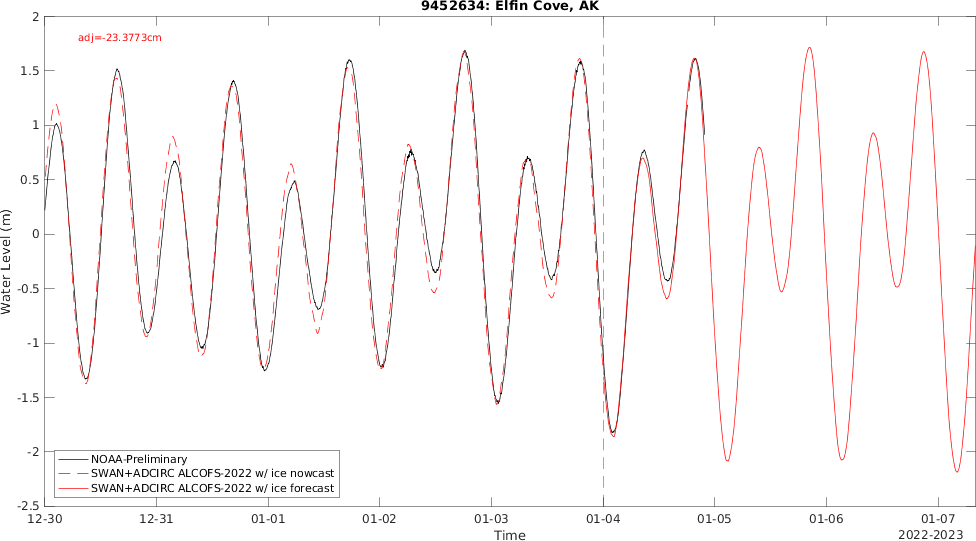 9452634: Elfin Cove, AK
adj=-23.3773cm
2
1.5
1
0.5
0
-0.5
-1
-1.5
-2
-2.5
Water Level (m)
NOAA-Preliminary
SWAN+ADCIRC ALCOFS-2022 w/ ice nowcast
SWAN+ADCIRC ALCOFS-2022 w/ ice forecast
12-30 12-31 01-01 01-02 01-03 01-04 01-05 01-06 01-07
Time
2022-2023